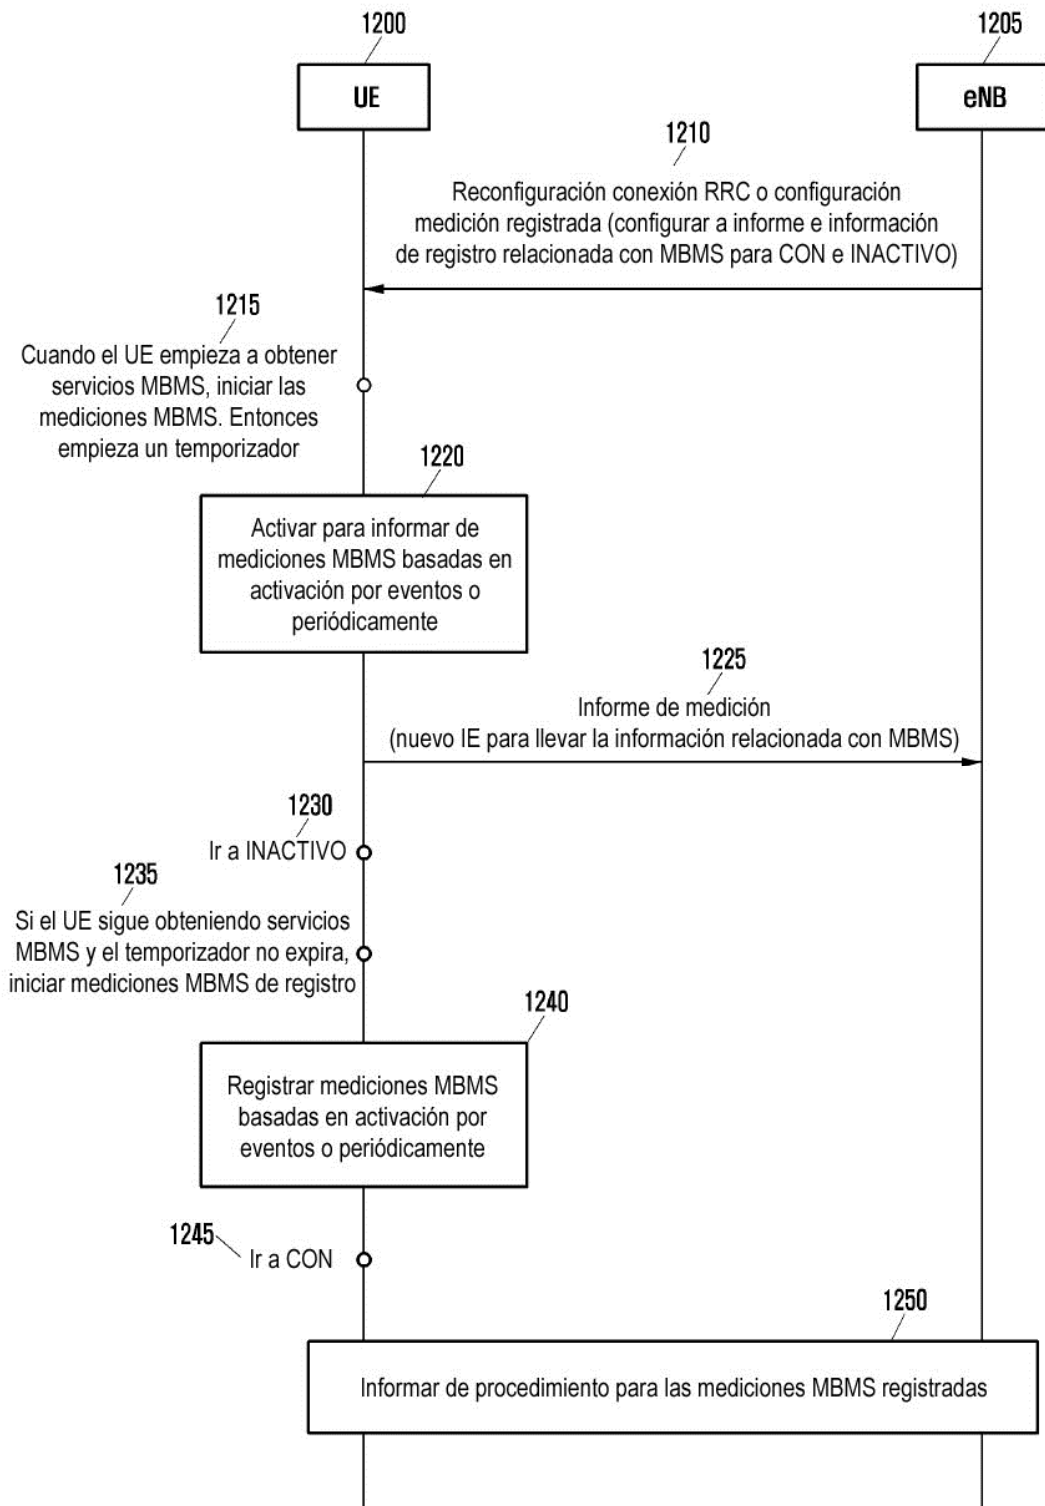 1200
1205
UE
eNB
1210
Reconfiguración conexión RRC o configuración
medición registrada (configurar a informe e información
de registro relacionada con MBMS para CON e INACTIVO)
1215
Cuando el UE empieza a obtener
servicios MBMS, iniciar las
mediciones MBMS. Entonces
empieza un temporizador
1220
Activar para informar de
mediciones MBMS basadas en
activación por eventos o
periódicamente
1225
Informe de medición
(nuevo IE para llevar la información relacionada con MBMS)
1230
Ir a INACTIVO
1235
Si el UE sigue obteniendo servicios
MBMS y el temporizador no expira,
iniciar mediciones MBMS de registro
1240
Registrar mediciones MBMS
basadas en activación por
eventos o periódicamente
1245
Ir a CON
1250
Informar de procedimiento para las mediciones MBMS registradas